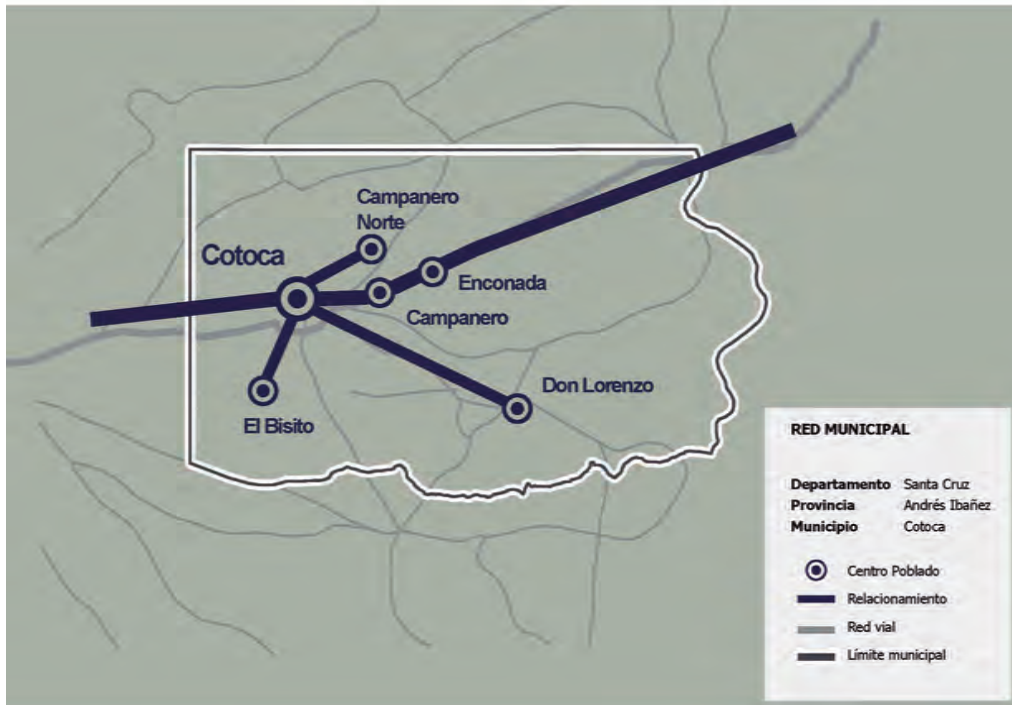 Campanero
Norte
Cotoca
Enconada
Campanero
Don Lorenzo
El Bisito
RED MUNICIPAL
Departamento Santa Cruz
Provincia Andrés Ibañez
Municipio Cotoca
Centro Poblado
Relacionamiento
Red vial
Límite municipal